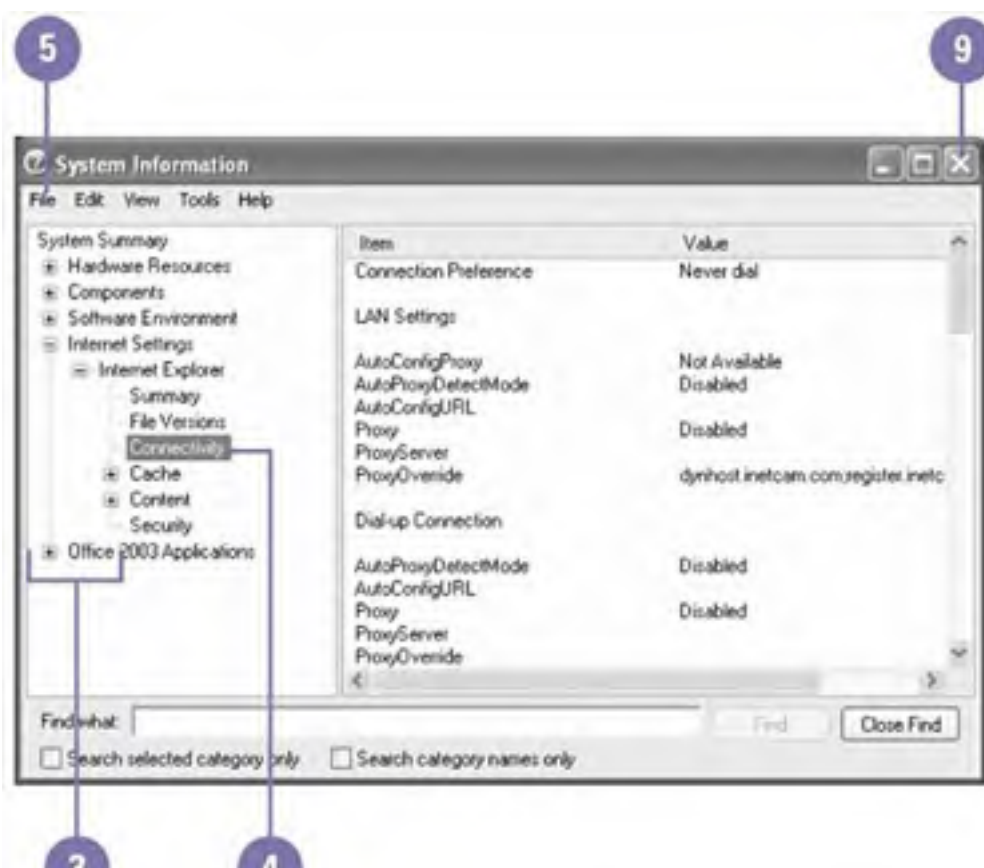 5
9
System Information
File Edit View Tools Help
System Summary
Hardware Resources
Components
Software Environment
Internet Settings
Internet Explorer
Summary
File Versions
Connectivity
Cache
Content
Security
Office 2003 Applications
Item Value
Connection Preference Never dial
LAN Settings
AutoConfigProxy Not Available
AutoProxyDetectMode Disabled
AutoConfigURL
Proxy Disabled
ProxyServer
ProxyOverride dynhost.inetcam.com;register.inetc
Dial-up Connection
AutoProxyDetectMode Disabled
AutoConfigURL
Proxy Disabled
ProxyServer
ProxyOverride
Find what: Find Close Find
Search selected category only Search category names only
3
4